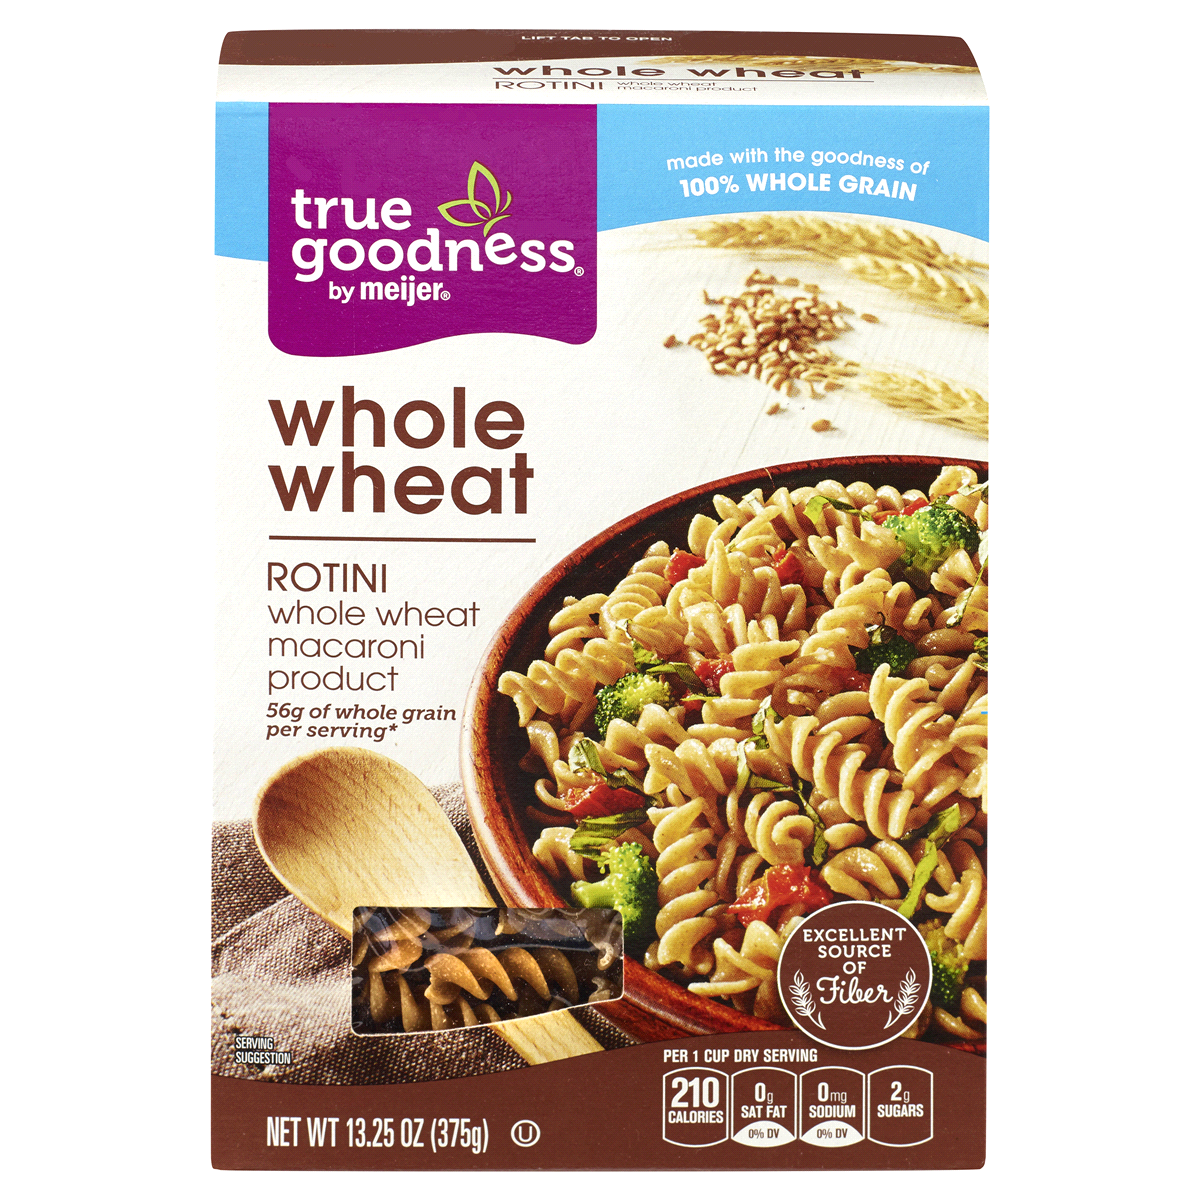 LIFT TAB TO OPEN
whole wheat
ROTINI whole wheat
macaroni product
true
goodness®
by meijer®
made with the goodness of
100% WHOLE GRAIN
whole
wheat
ROTINI
whole wheat
macaroni
product
56g of whole grain
per serving*
EXCELLENT
SOURCE
OF
Fiber
SERVING
SUGGESTION
PER 1 CUP DRY SERVING
210
CALORIES
0g
SAT FAT
0% DV
0mg
SODIUM
0% DV
2g
SUGARS
NET WT 13.25 OZ (375g) U